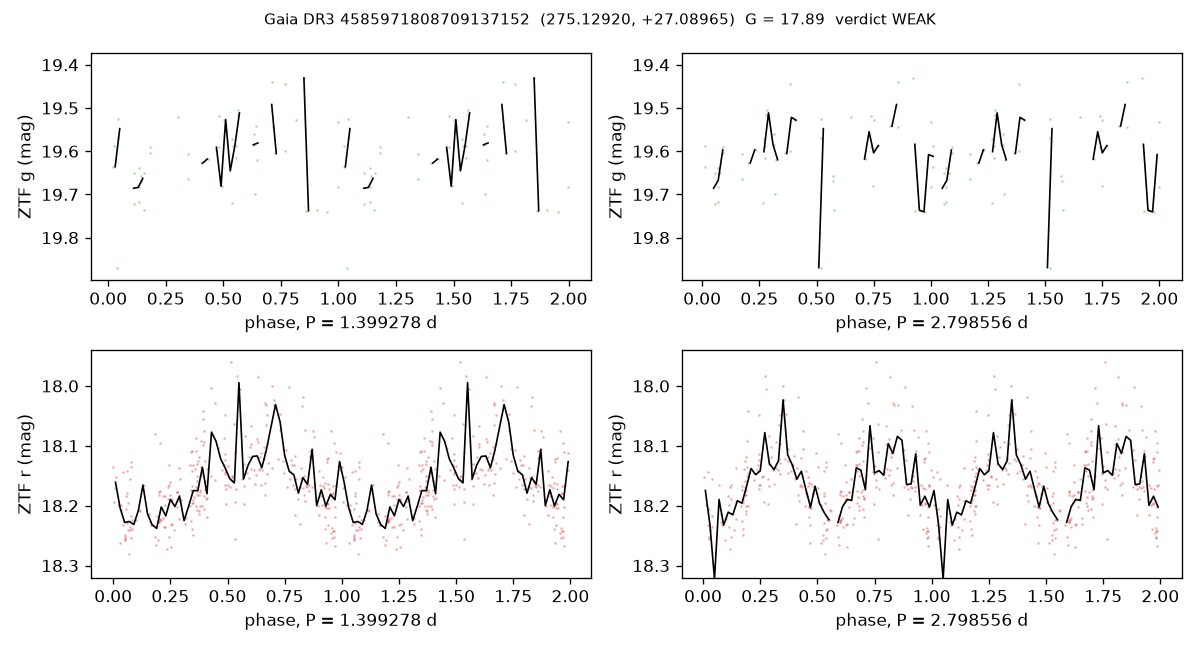 Gaia DR3 4585971808709137152 (275.12920, +27.08965) G = 17.89 verdict WEAK
19.4
19.5
19.6
19.7
19.8
ZTF g (mag)
0.00 0.25 0.50 0.75 1.00 1.25 1.50 1.75 2.00
phase, P = 1.399278 d
19.4
19.5
19.6
19.7
19.8
ZTF g (mag)
0.00 0.25 0.50 0.75 1.00 1.25 1.50 1.75 2.00
phase, P = 2.798556 d
18.0
18.1
18.2
18.3
ZTF r (mag)
0.00 0.25 0.50 0.75 1.00 1.25 1.50 1.75 2.00
phase, P = 1.399278 d
18.0
18.1
18.2
18.3
ZTF r (mag)
0.00 0.25 0.50 0.75 1.00 1.25 1.50 1.75 2.00
phase, P = 2.798556 d